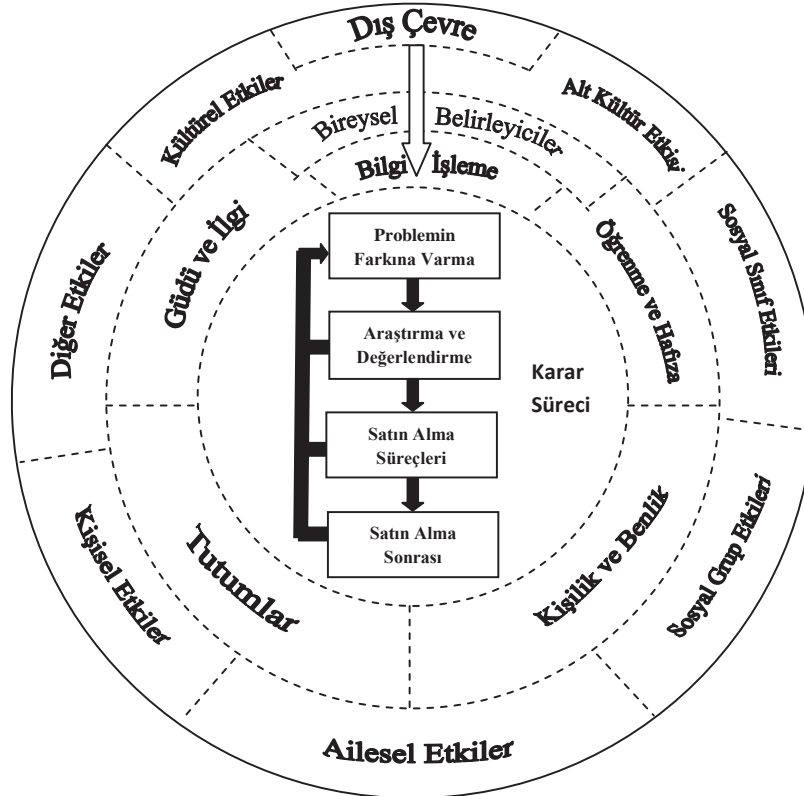 Dış Çevre
Kültürel Etkiler
Alt Kültür Etkisi
Bireysel Belirleyiciler
Bilgi İşleme
Güdü ve İlgi
Öğrenme ve Hafıza
Diğer Etkiler
Sosyal Sınıf Etkileri
Problemin
Farkına Varma
Araştırma ve
Değerlendirme
Karar
Süreci
Satın Alma
Süreçleri
Satın Alma
Sonrası
Tutumlar
Kişilik ve Benlik
Kişisel Etkiler
Sosyal Grup Etkileri
Ailesel Etkiler